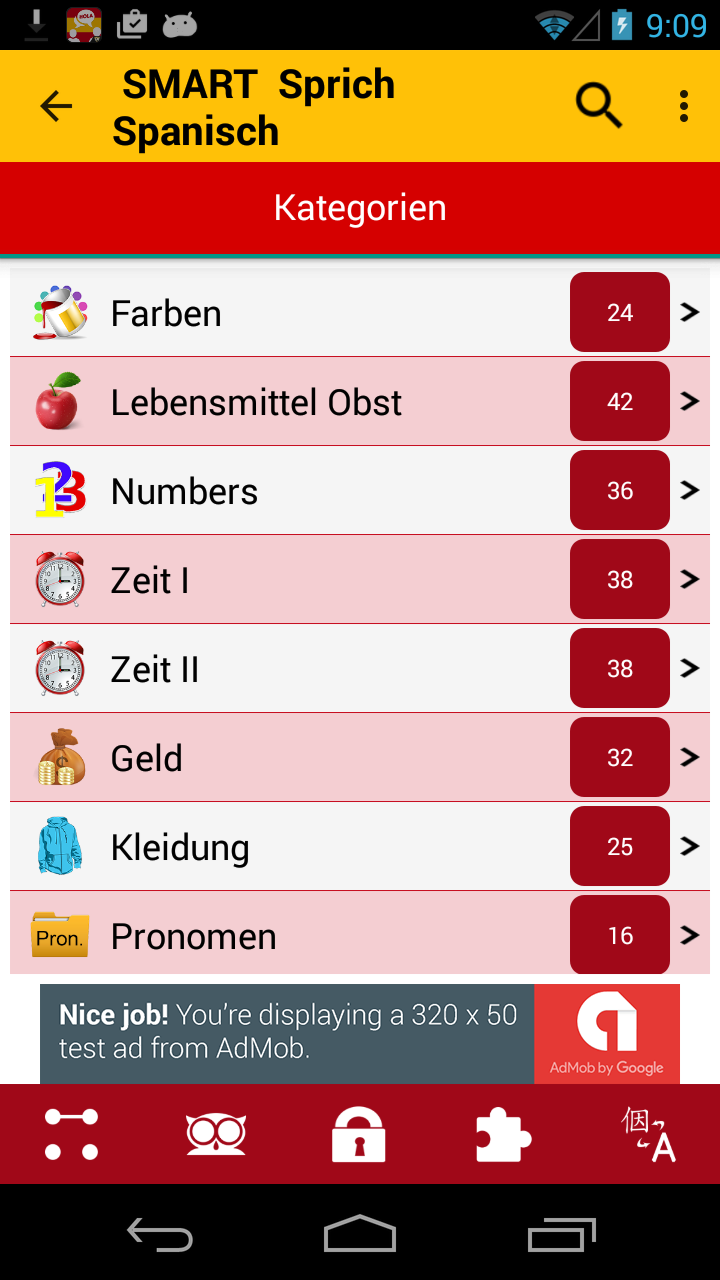 9:09
SMART Sprich
Spanisch
Kategorien
Farben 24
Lebensmittel Obst 42
123 Numbers 36
Zeit I 38
Zeit II 38
Geld 32
Kleidung 25
Pron. Pronomen 16
Nice job! You're displaying a 320 x 50
test ad from AdMob.
AdMob by Google
個 A